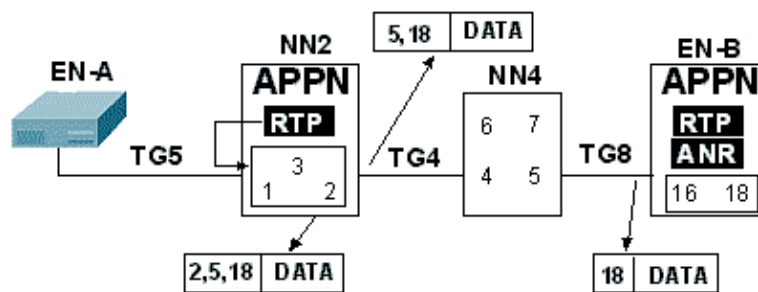 5,18 DATA
NN2
EN-A
EN-B
APPN
RTP
NN4
APPN
RTP
ANR
6 7
3
TG5
TG4
TG8
4 5
1 2
16 18
2,5,18 DATA
18 DATA